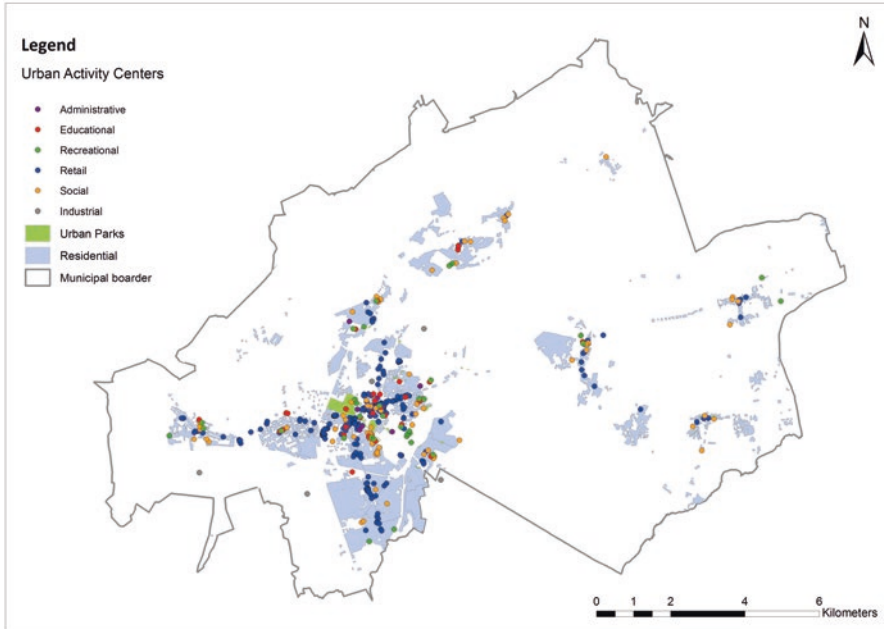 Legend
Urban Activity Centers
Administrative
Educational
Recreational
Retail
Social
Industrial
Urban Parks
Residential
Municipal boarder
N
0 1 2 4 6
Kilometers